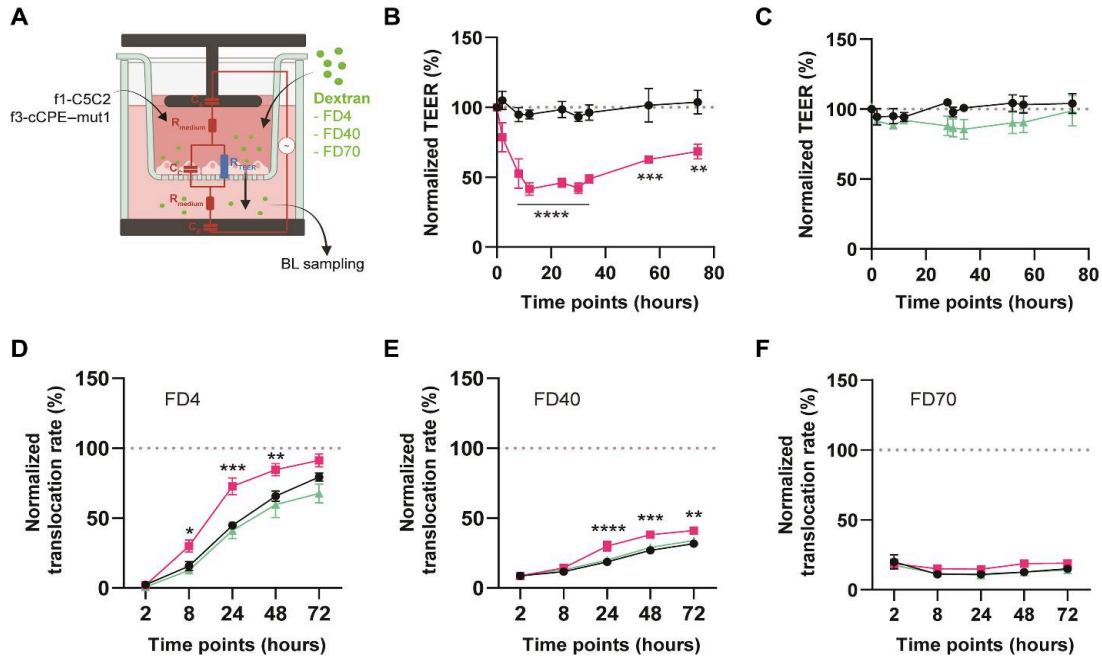 A
f1-C5C2
f3-cCPE–mut1
Dextran
- FD4
- FD40
- FD70
Rmedium
RTEER
Rmedium
~
BL sampling
B
Normalized TEER (%)
150
100
50
0
0 20 40 60 80
Time points (hours)
****
***
**
C
Normalized TEER (%)
150
100
50
0
0 20 40 60 80
Time points (hours)
D
Normalized
translocation rate (%)
FD4
150
100
50
0
*
***
**
2 8 24 48 72
Time points (hours)
E
Normalized
translocation rate (%)
FD40
150
100
50
0
****
***
**
2 8 24 48 72
Time points (hours)
F
Normalized
translocation rate (%)
FD70
150
100
50
0
2 8 24 48 72
Time points (hours)